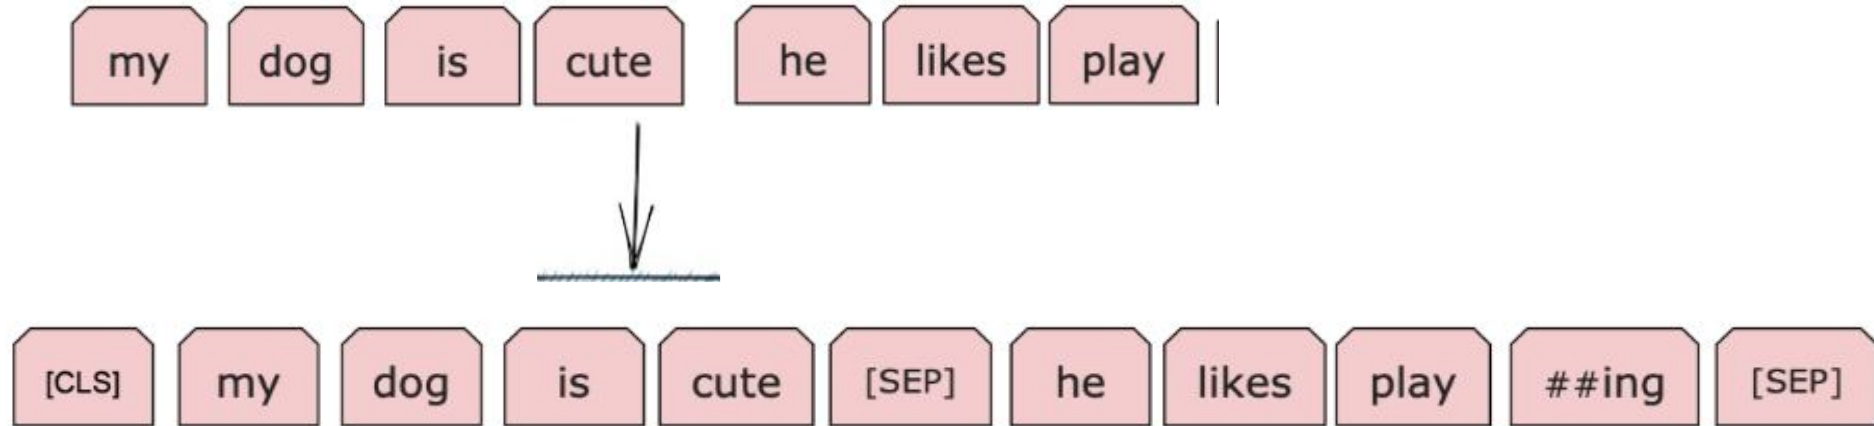 my dog is cute he likes play
[CLS] my dog is cute [SEP] he likes play ##ing [SEP]